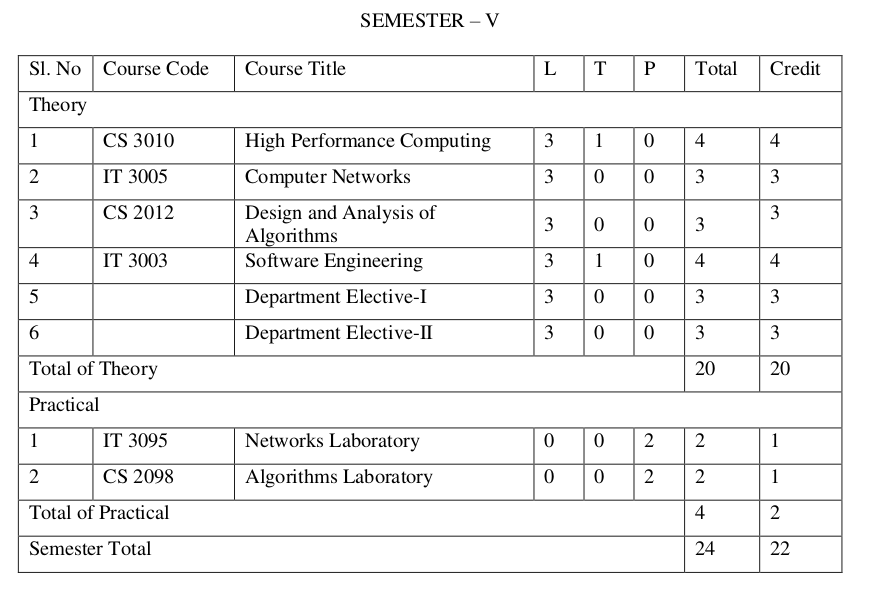 SEMESTER – V
Sl. No Course Code Course Title L T P Total Credit
Theory
1 CS 3010 High Performance Computing 3 1 0 4 4
2 IT 3005 Computer Networks 3 0 0 3 3
3 CS 2012 Design and Analysis of
Algorithms 3 0 0 3 3
4 IT 3003 Software Engineering 3 1 0 4 4
5 Department Elective-I 3 0 0 3 3
6 Department Elective-II 3 0 0 3 3
Total of Theory 20 20
Practical
1 IT 3095 Networks Laboratory 0 0 2 2 1
2 CS 2098 Algorithms Laboratory 0 0 2 2 1
Total of Practical 4 2
Semester Total 24 22